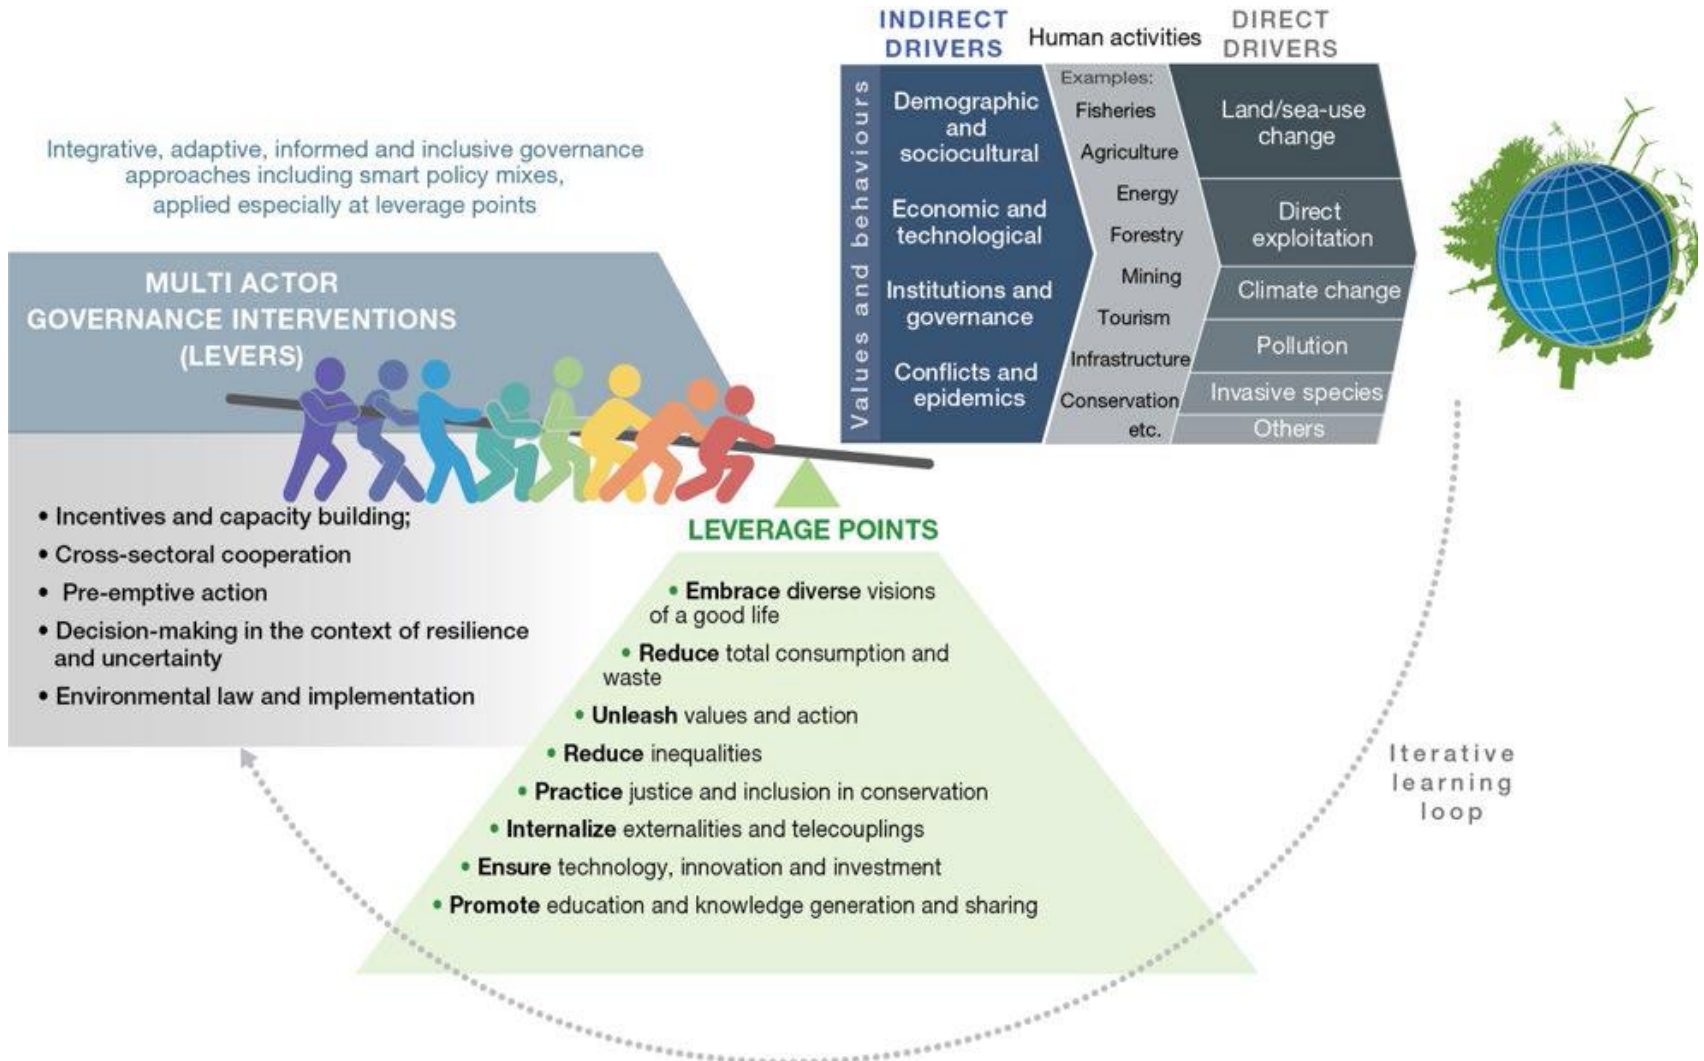 Integrative, adaptive, informed and inclusive governance
approaches including smart policy mixes,
applied especially at leverage points
MULTI ACTOR
GOVERNANCE INTERVENTIONS
(LEVERS)
• Incentives and capacity building;
• Cross-sectoral cooperation
• Pre-emptive action
• Decision-making in the context of resilience
and uncertainty
• Environmental law and implementation
LEVERAGE POINTS
• Embrace diverse visions
of a good life
• Reduce total consumption and
waste
• Unleash values and action
• Reduce inequalities
• Practice justice and inclusion in conservation
• Internalize externalities and telecouplings
• Ensure technology, innovation and investment
• Promote education and knowledge generation and sharing
INDIRECT
DRIVERS
Values and behaviours
Demographic
and
sociocultural
Economic and
technological
Institutions and
governance
Conflicts and
epidemics
Human activities
Examples:
Fisheries
Agriculture
Energy
Forestry
Mining
Tourism
Infrastructure
Conservation
etc.
DIRECT
DRIVERS
Land/sea-use
change
Direct
exploitation
Climate change
Pollution
Invasive species
Others
Iterative
learning
loop